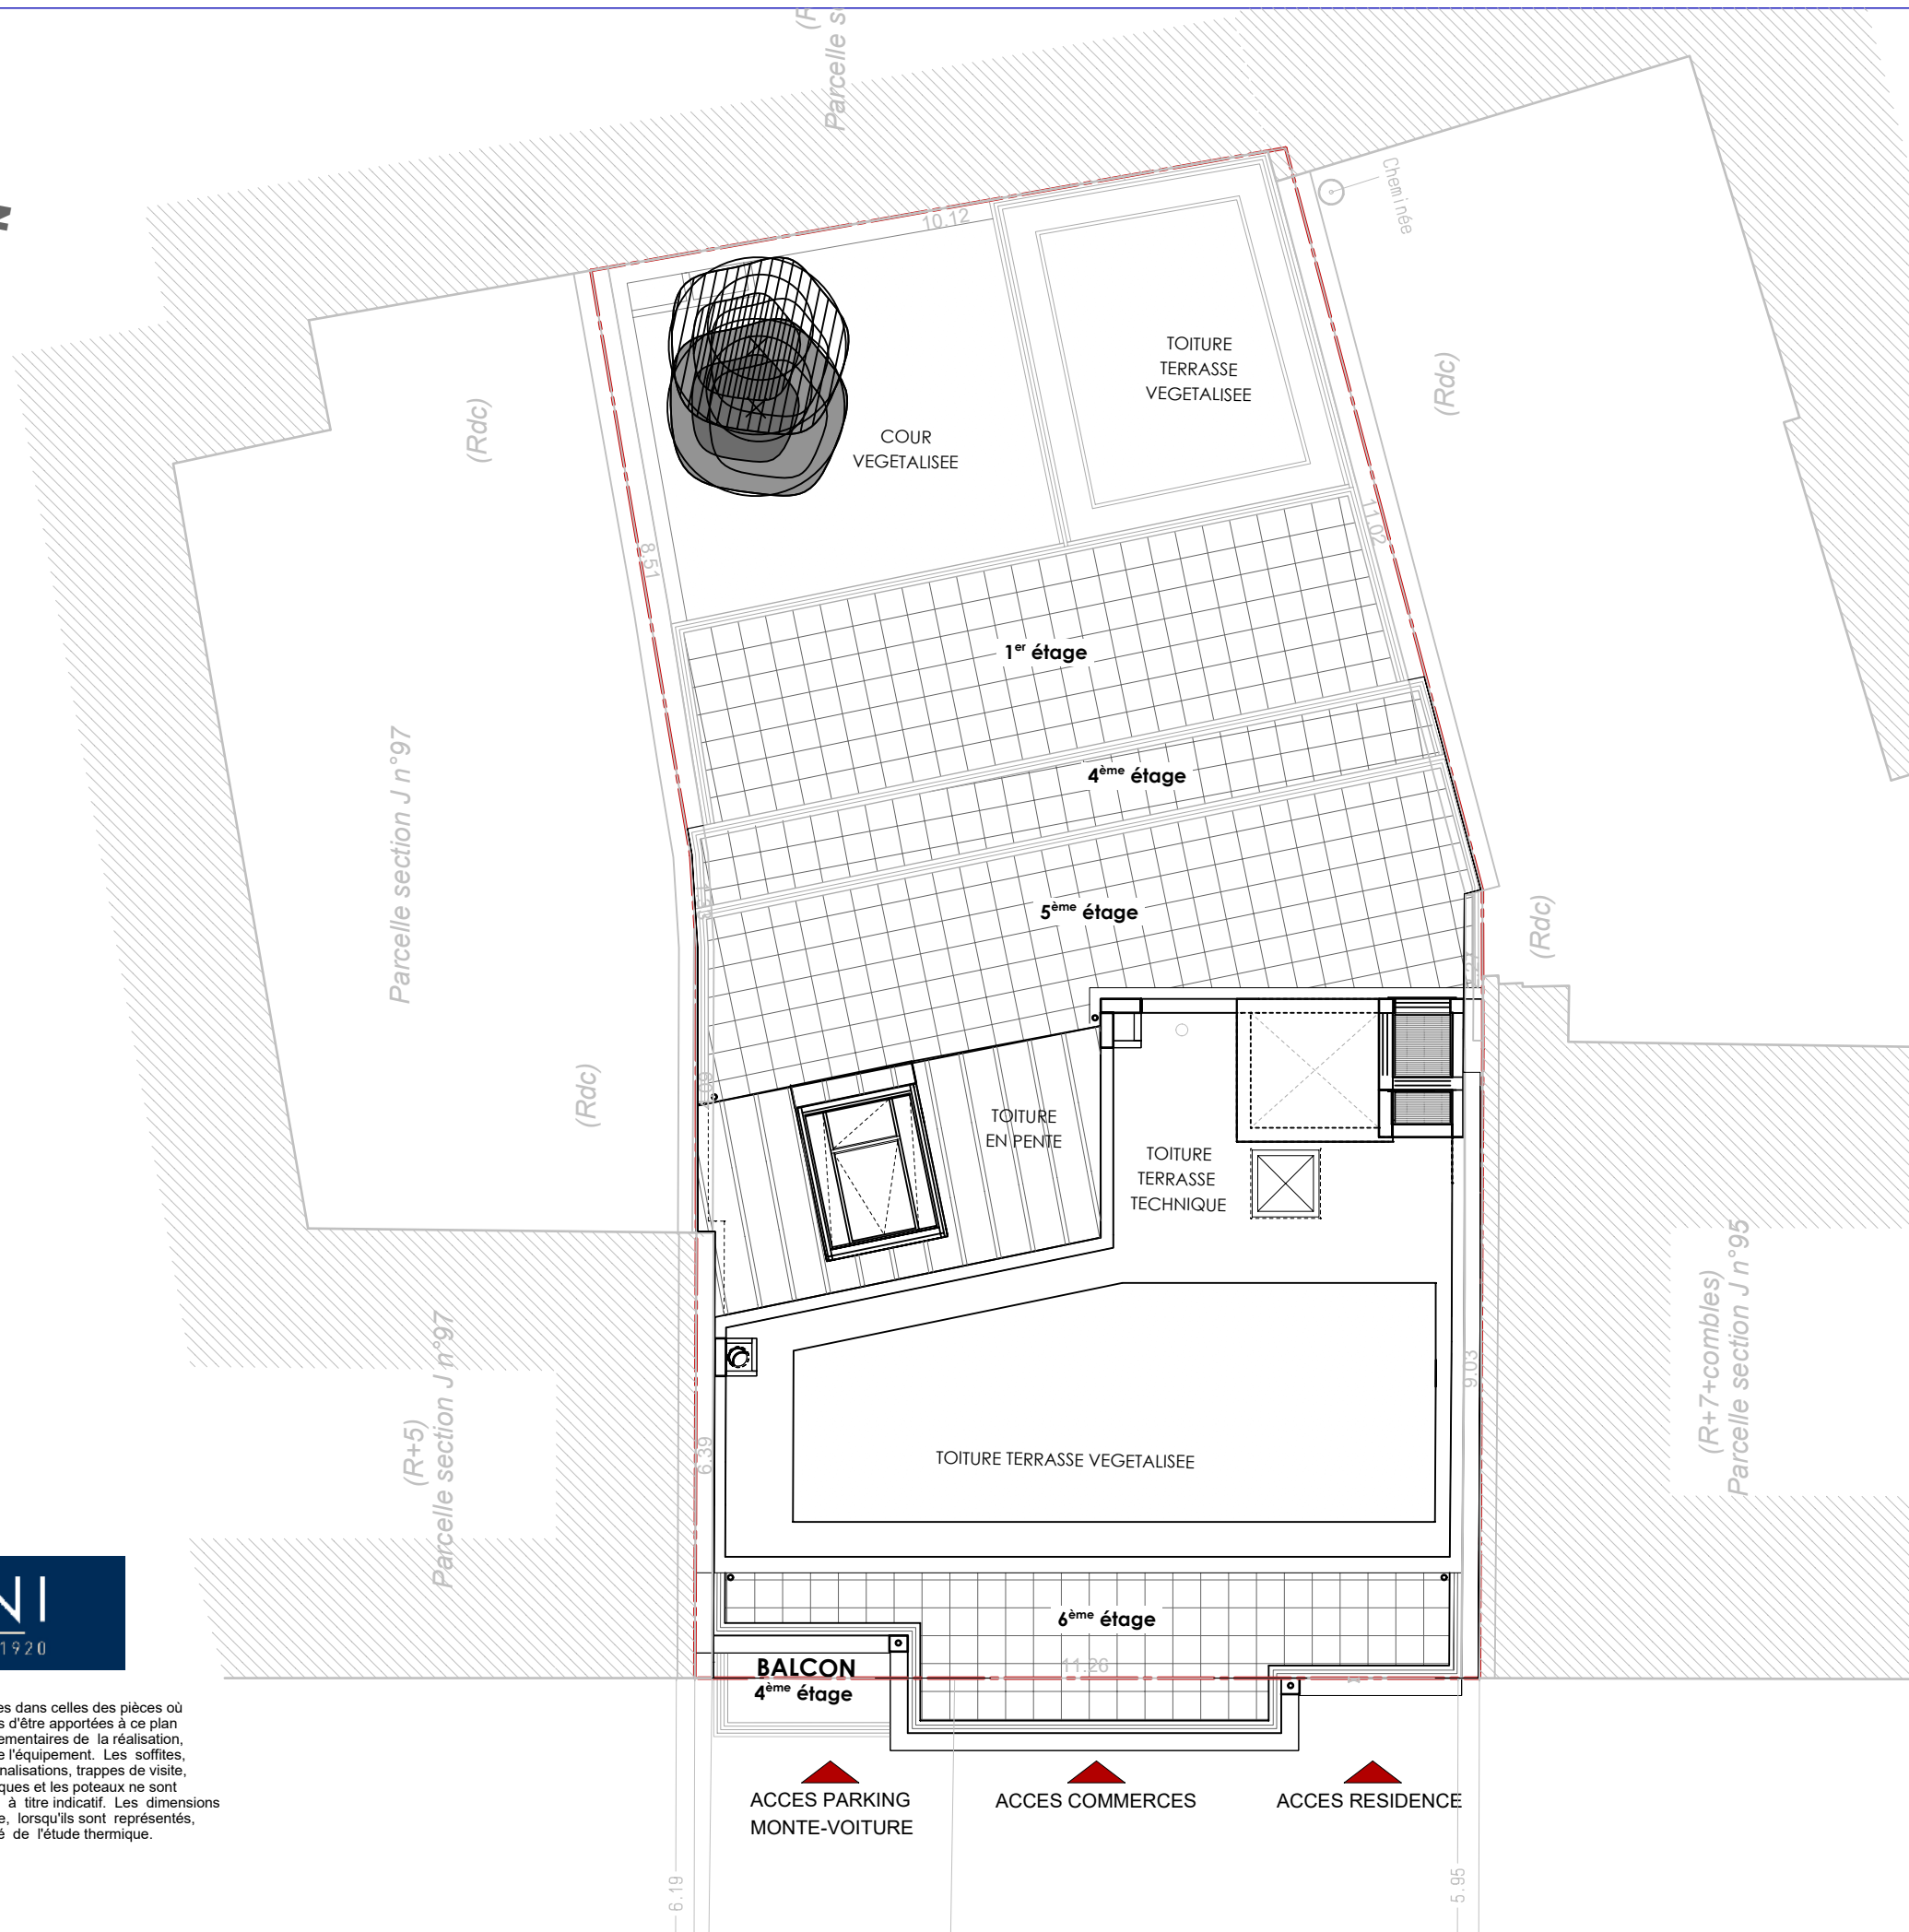 Parcelle s
10.12
Cheminée
TOITURE
TERRASSE
VEGETALISEE
(Rdc)
(Rdc)
COUR
VEGETALISEE
8.51
11.02
1er étage
4ème étage
Parcelle section J n°97
5ème étage
(Rdc)
(Rdc)
TOITURE
EN PENTE
TOITURE
TERRASSE
TECHNIQUE
(R+5)
Parcelle section J n°97
6.39
9.03
(R+7+combles)
Parcelle section J n°95
TOITURE TERRASSE VEGETALISEE
NI
1920
6ème étage
11.26
BALCON
4ème étage
es dans celles des pièces où
s d'être apportées à ce plan
ementaires de la réalisation,
e l'équipement. Les soffites,
nalisations, trappes de visite,
ques et les poteaux ne sont
à titre indicatif. Les dimensions
e, lorsqu'ils sont représentés,
é de l'étude thermique.
ACCES PARKING
MONTE-VOITURE
ACCES COMMERCES
ACCES RESIDENCE
6.19
5.95